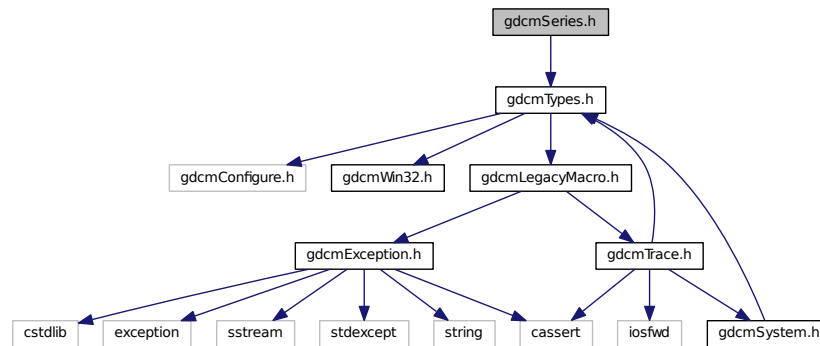 gdcmSeries.h
gdcmTypes.h
gdcmConfigure.h
gdcmWin32.h
gdcmLegacyMacro.h
gdcmException.h
gdcmTrace.h
cstdlib
exception
sstream
stdexcept
string
cassert
iosfwd
gdcmSystem.h